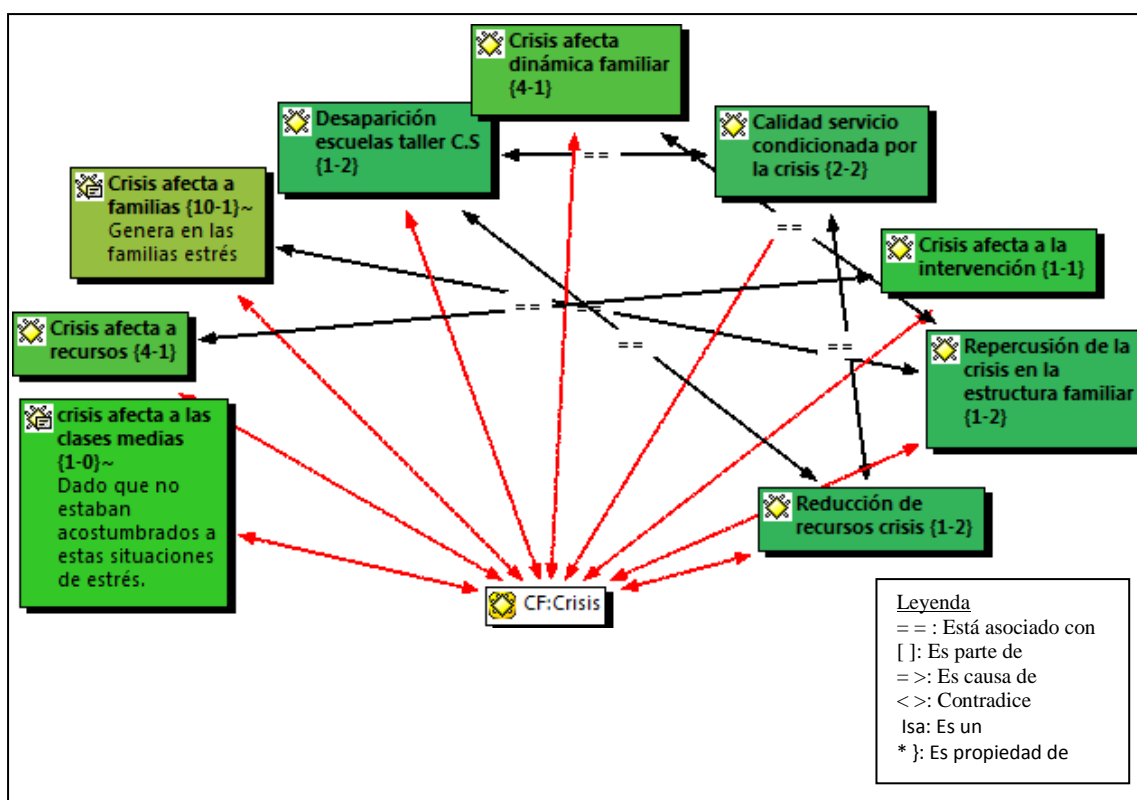 Crisis afecta
dinámica familiar
{4-1}
Desaparición
escuelas taller C.S
{1-2}
==
Calidad servicio
condicionada por
la crisis {2-2}
Crisis afecta a
familias {10-1}~
Genera en las
familias estrés
==
Crisis afecta a la
intervención {1-1}
==
==
Crisis afecta a
recursos {4-1}
==
==
Repercusión de la
crisis en la
estructura familiar
{1-2}
crisis afecta a las
clases medias
{1-0}~
Dado que no
estaban
acostumbrados a
estas situaciones
de estrés.
Reducción de
recursos crisis {1-2}
CF:Crisis
Leyenda
= = : Está asociado con
[ ]: Es parte de
= >: Es causa de
< >: Contradice
Isa: Es un
* }: Es propiedad de